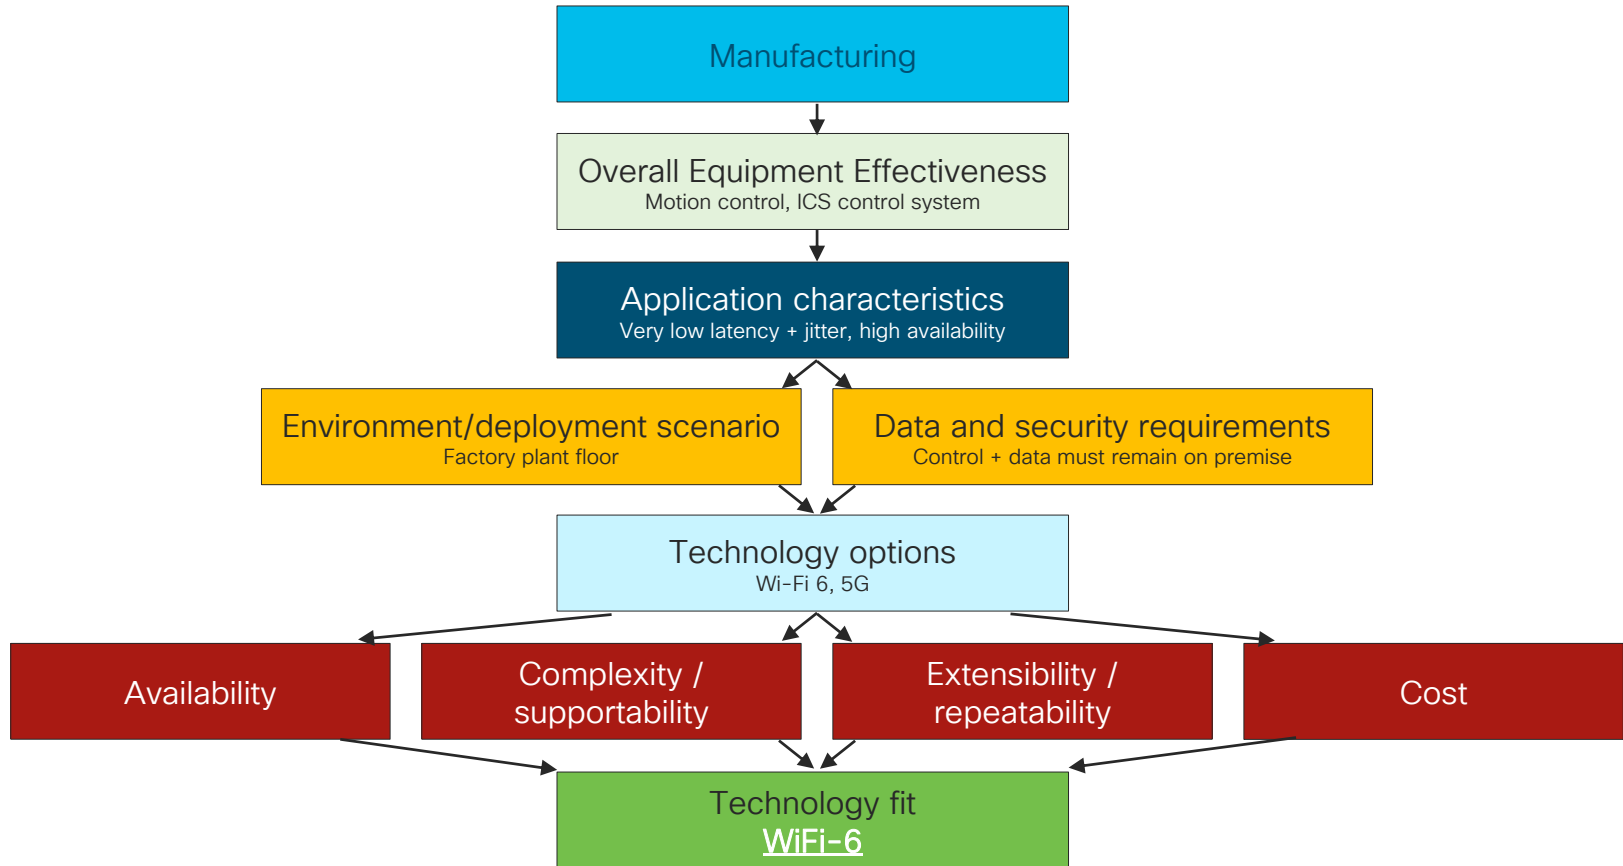 Manufacturing
Overall Equipment Effectiveness
Motion control, ICS control system
Application characteristics
Very low latency + jitter, high availability
Environment/deployment scenario
Factory plant floor
Data and security requirements
Control + data must remain on premise
Technology options
Wi-Fi 6, 5G
Availability
Complexity /
supportability
Extensibility /
repeatability
Cost
Technology fit
WiFi-6